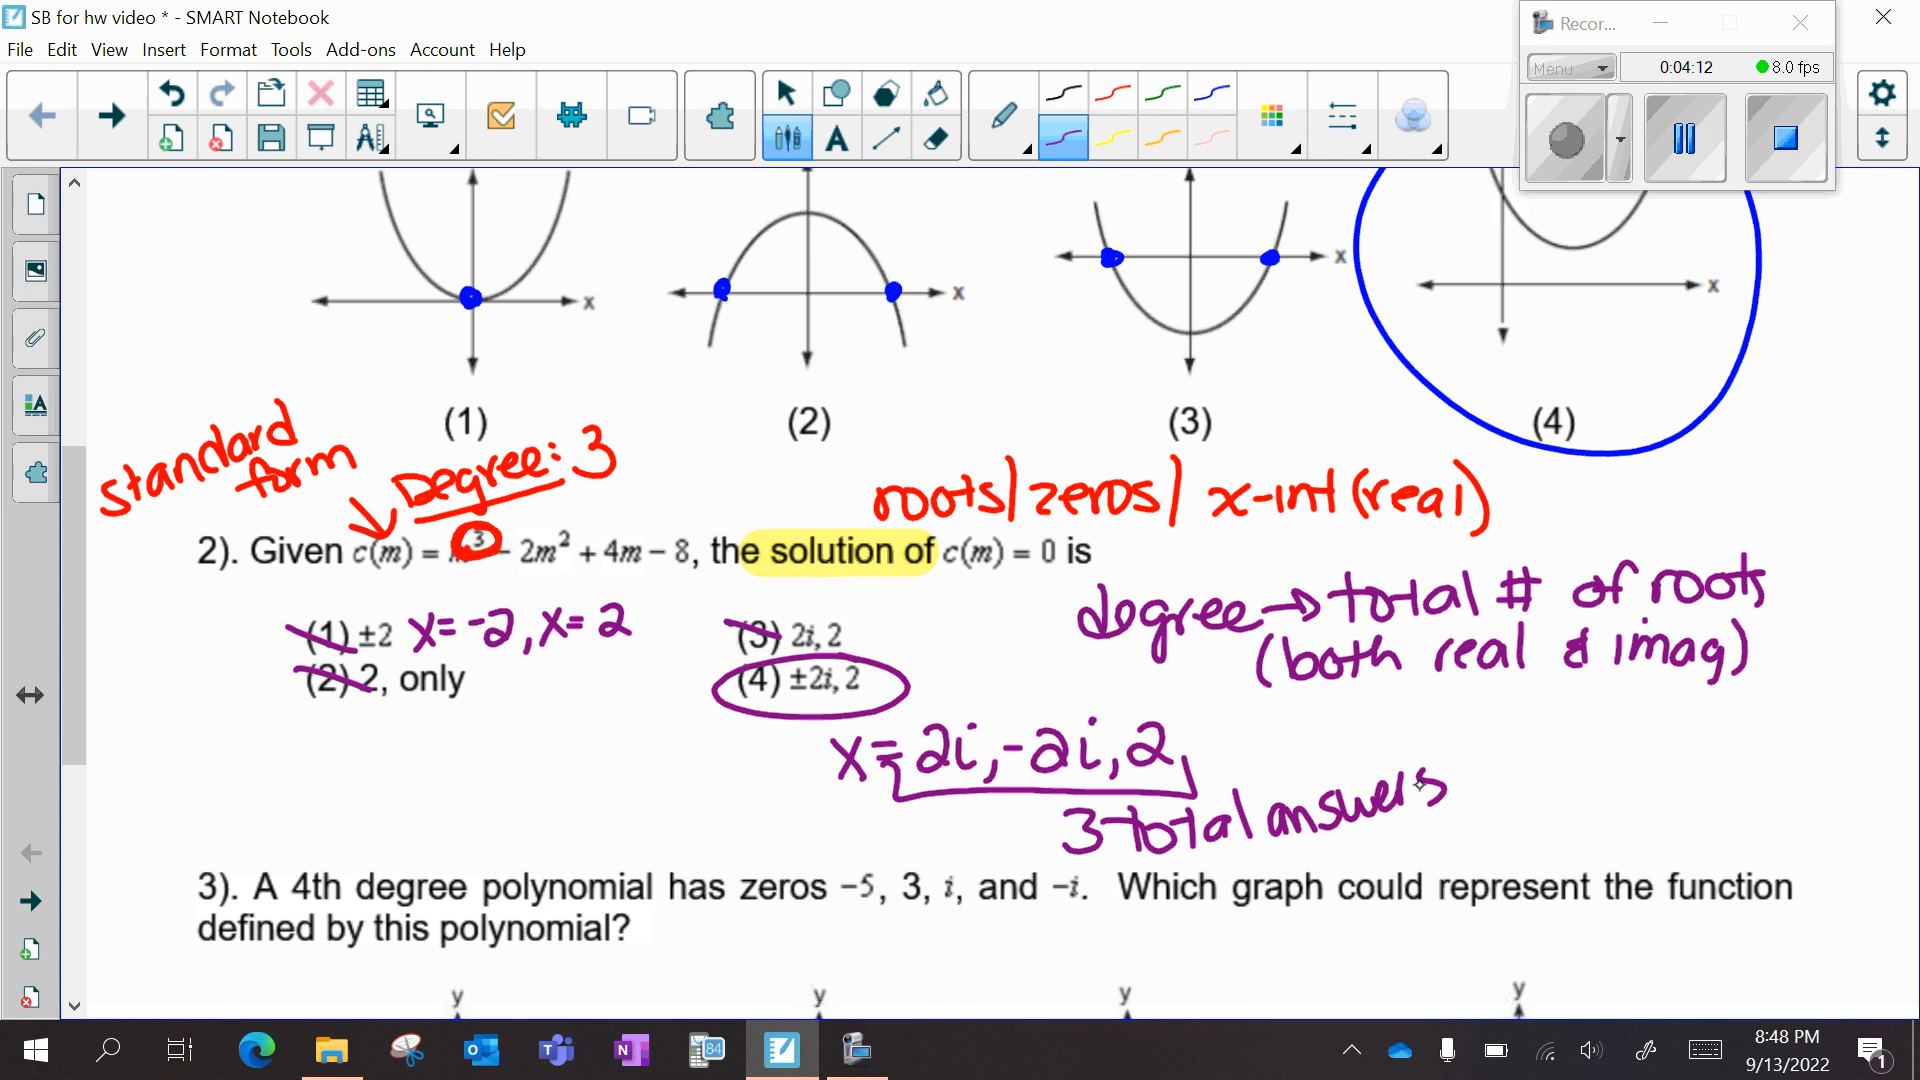 SB for hw video * - SMART Notebook
File Edit View Insert Format Tools Add-ons Account Help
Recor...
Menu 0:04:12 8.0 fps
x
x
x
x
(1) (2) (3) (4)
standard form
Degree: 3
roots/zeros/ x-int (real)
2). Given c(m) = m³ - 2m² + 4m - 8, the solution of c(m) = 0 is
(1) ±2 x= -2, x= 2
(3) 2i, 2
(2) 2, only
(4) ±2i, 2
degree → total # of roots
(both real & imag)
x= 2i, -2i, 2
3 total answers
3). A 4th degree polynomial has zeros -5, 3, i, and -i. Which graph could represent the function
defined by this polynomial?
y y y y
84
8:48 PM
9/13/2022
1